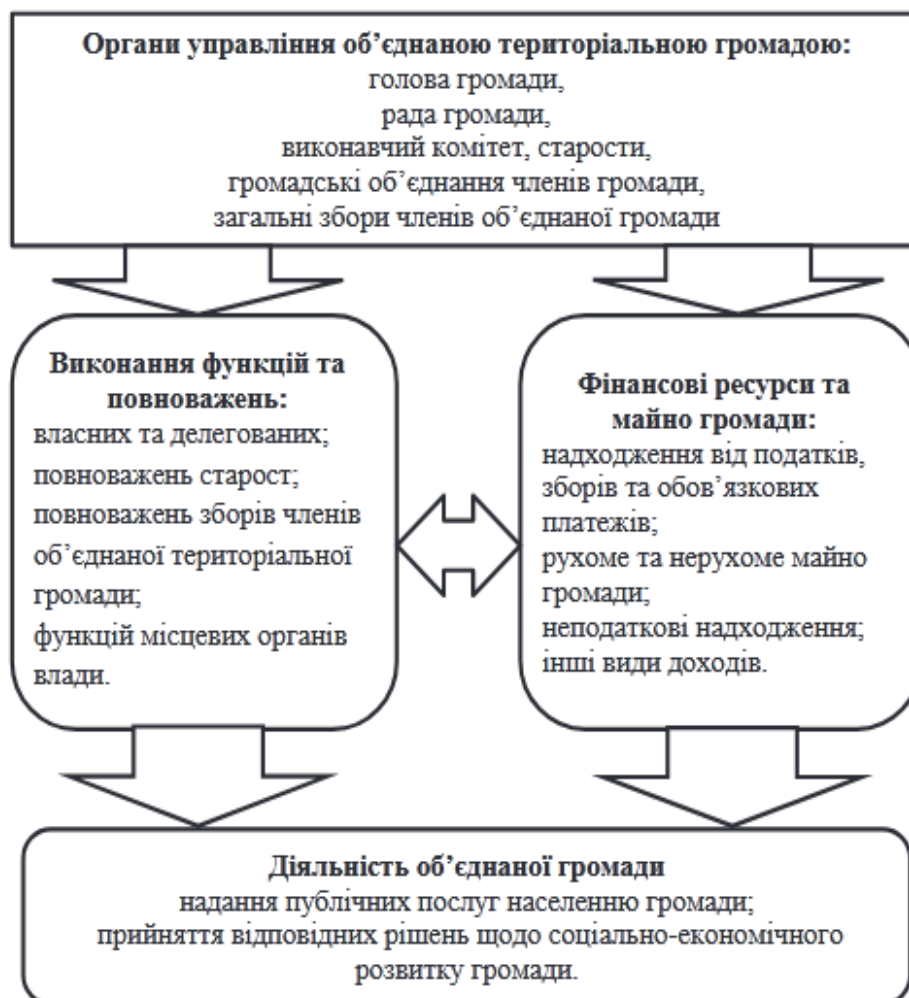 Органи управління об’єднаною територіальною громадою:
голова громади,
рада громади,
виконавчий комітет, старости,
громадські об’єднання членів громади,
загальні збори членів об’єднаної громади
Виконання функцій та
повноважень:
власних та делегованих;
повноважень старост;
повноважень зборів членів
об’єднаної територіальної
громади;
функцій місцевих органів
влади.
Фінансові ресурси та
майно громади:
надходження від податків,
зборів та обов’язкових
платежів;
рухоме та нерухоме майно
громади;
неподаткові надходження;
інші види доходів.
Діяльність об’єднаної громади
надання публічних послуг населенню громади;
прийняття відповідних рішень щодо соціально-економічного
розвитку громади.